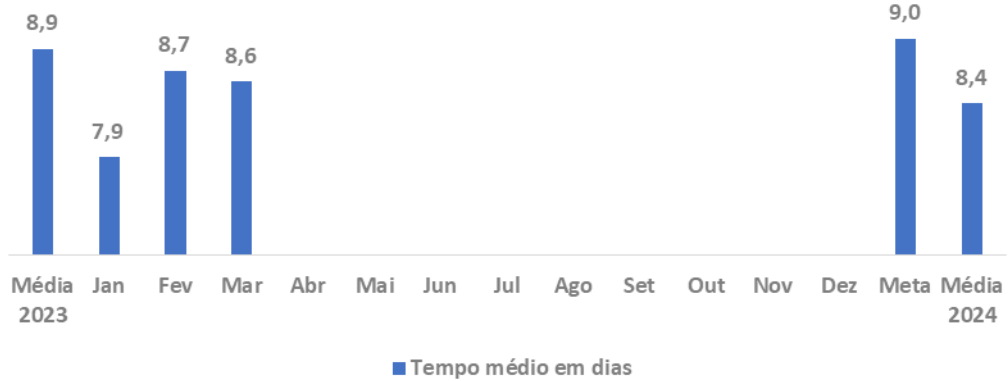 8,9
7,9
8,7
8,6
9,0
8,4
Média 2023
Jan
Fev
Mar
Abr
Mai
Jun
Jul
Ago
Set
Out
Nov
Dez
Meta
Média 2024
Tempo médio em dias